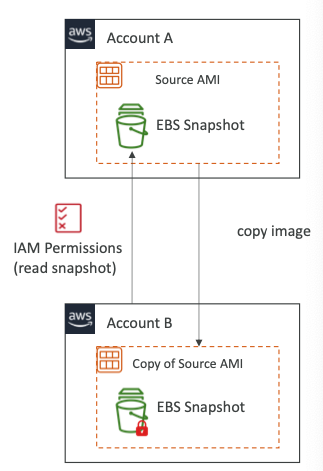 aws
Account A
Source AMI
EBS Snapshot
IAM Permissions
(read snapshot)
copy image
aws
Account B
Copy of Source AMI
EBS Snapshot